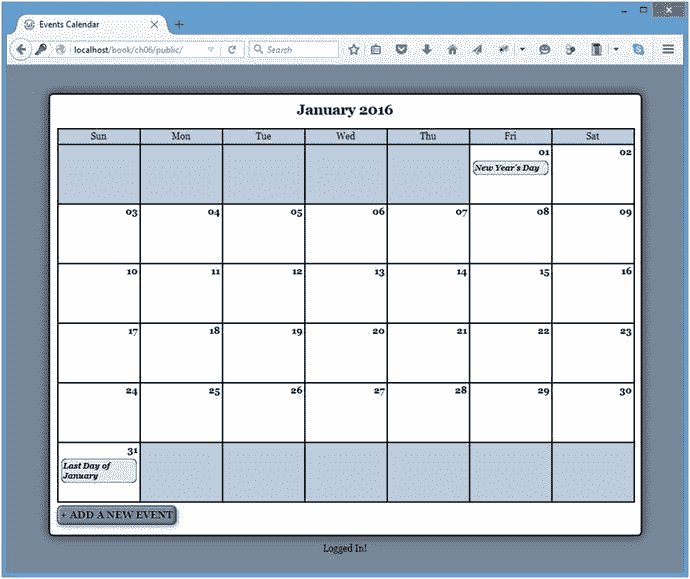 Events Calendar
localhost/book/ch06/public/
Search
January 2016
Sun Mon Tue Wed Thu Fri Sat
01 02
New Year's Day
03 04 05 06 07 08 09
10 11 12 13 14 15 16
17 18 19 20 21 22 23
24 25 26 27 28 29 30
31
Last Day of
January
+ ADD A NEW EVENT
Logged In!